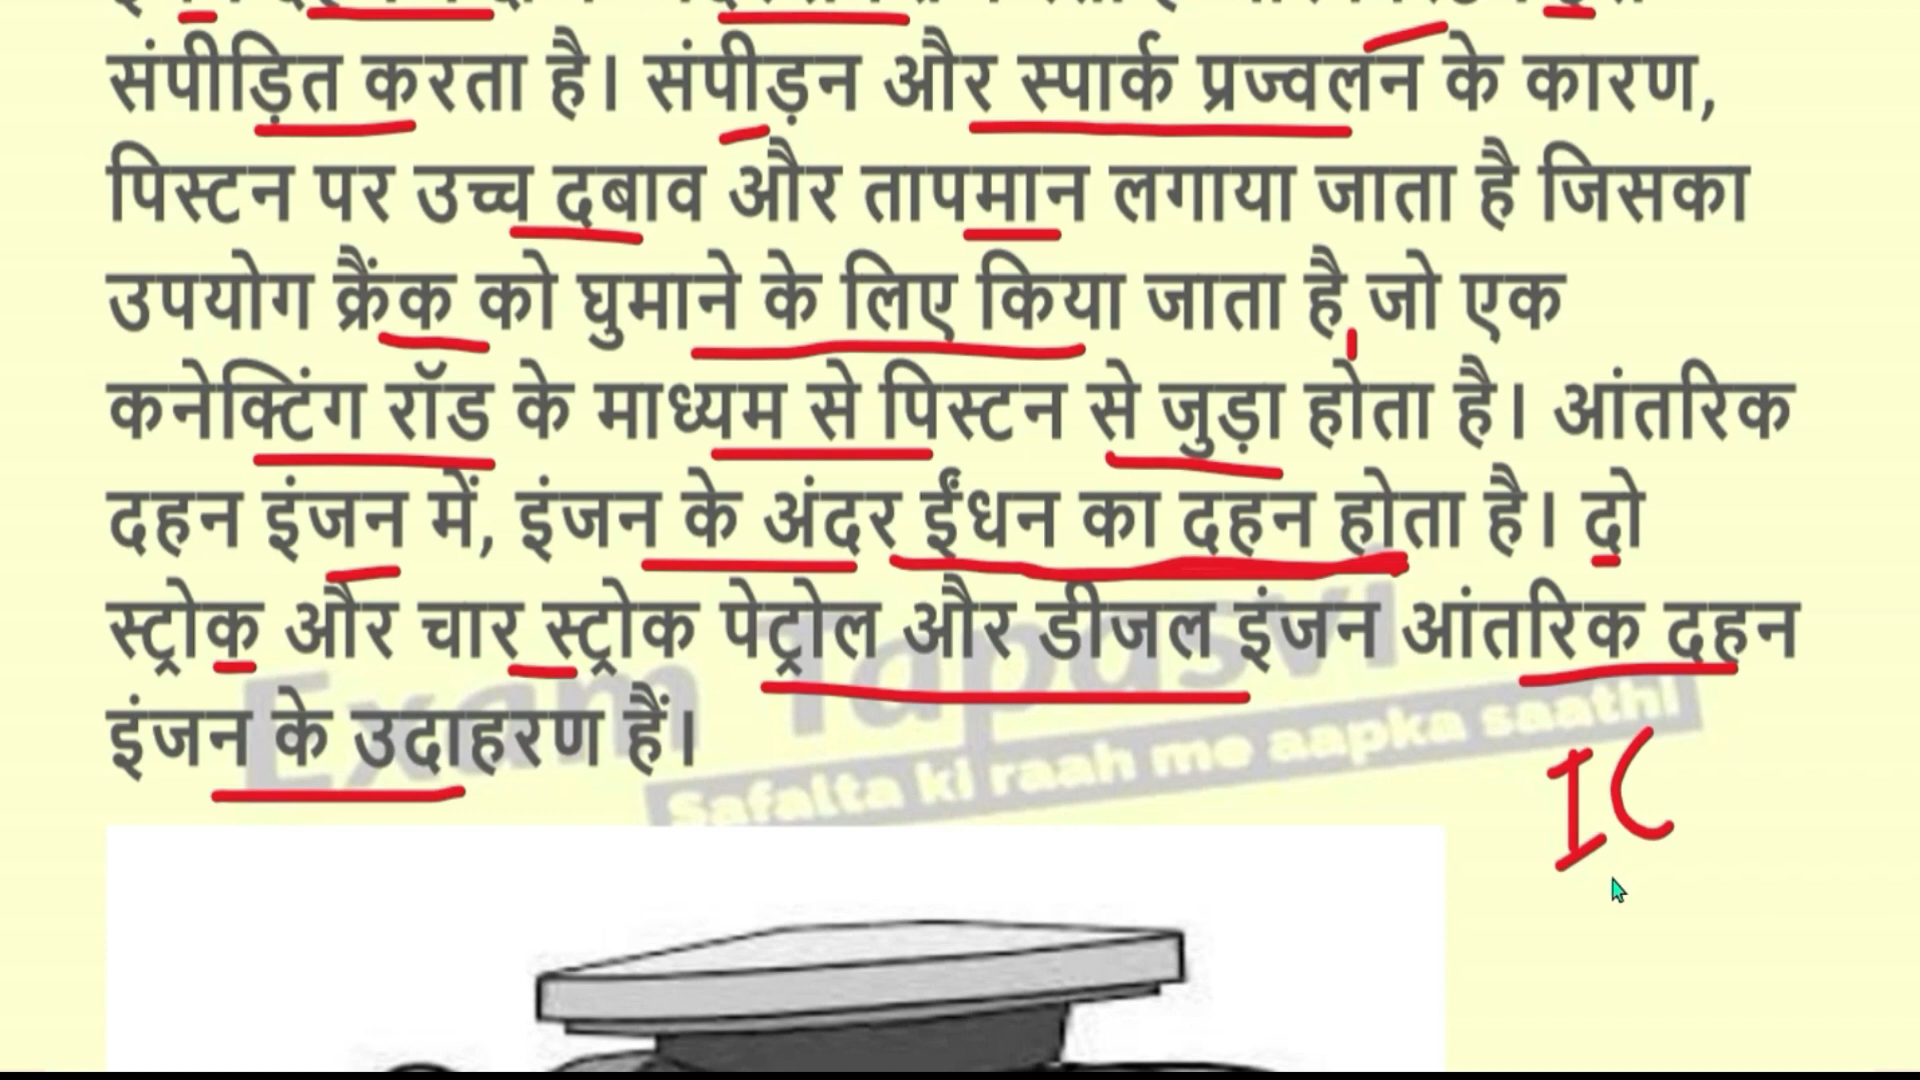 संपीड़ित करता है। संपीड़न और स्पार्क प्रज्वलन के कारण,
पिस्टन पर उच्च दबाव और तापमान लगाया जाता है जिसका
उपयोग क्रैंक को घुमाने के लिए किया जाता है, जो एक
कनेक्टिंग रॉड के माध्यम से पिस्टन से जुड़ा होता है। आंतरिक
दहन इंजन में, इंजन के अंदर ईंधन का दहन होता है। दो
स्ट्रोक और चार स्ट्रोक पेट्रोल और डीजल इंजन आंतरिक दहन
इंजन के उदाहरण हैं।
Exam Tapasvi
Safalta ki raah me aapka saathi
IC